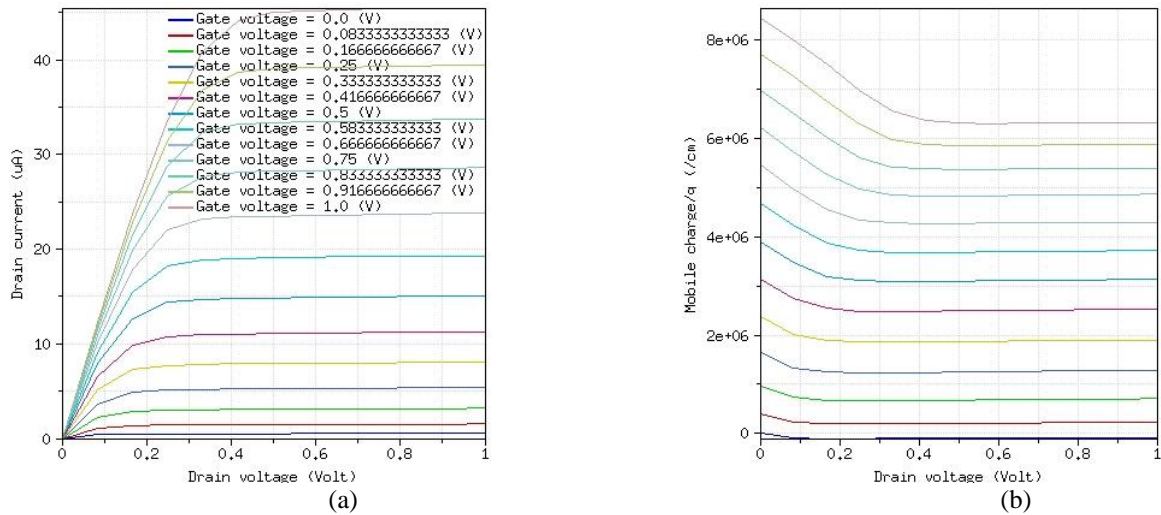 Gate voltage = 0.0 (V)
Gate voltage = 0.0833333333333 (V)
Gate voltage = 0.166666666667 (V)
Gate voltage = 0.25 (V)
Gate voltage = 0.333333333333 (V)
Gate voltage = 0.416666666667 (V)
Gate voltage = 0.5 (V)
Gate voltage = 0.583333333333 (V)
Gate voltage = 0.666666666667 (V)
Gate voltage = 0.75 (V)
Gate voltage = 0.833333333333 (V)
Gate voltage = 0.916666666667 (V)
Gate voltage = 1.0 (V)
Drain current (uA)
40
30
20
10
0
0 0.2 0.4 0.6 0.8 1
Drain voltage (Volt)
(a)
Mobile charge/q (/cm)
8e+06
6e+06
4e+06
2e+06
0
0 0.2 0.4 0.6 0.8 1
Drain voltage (Volt)
(b)